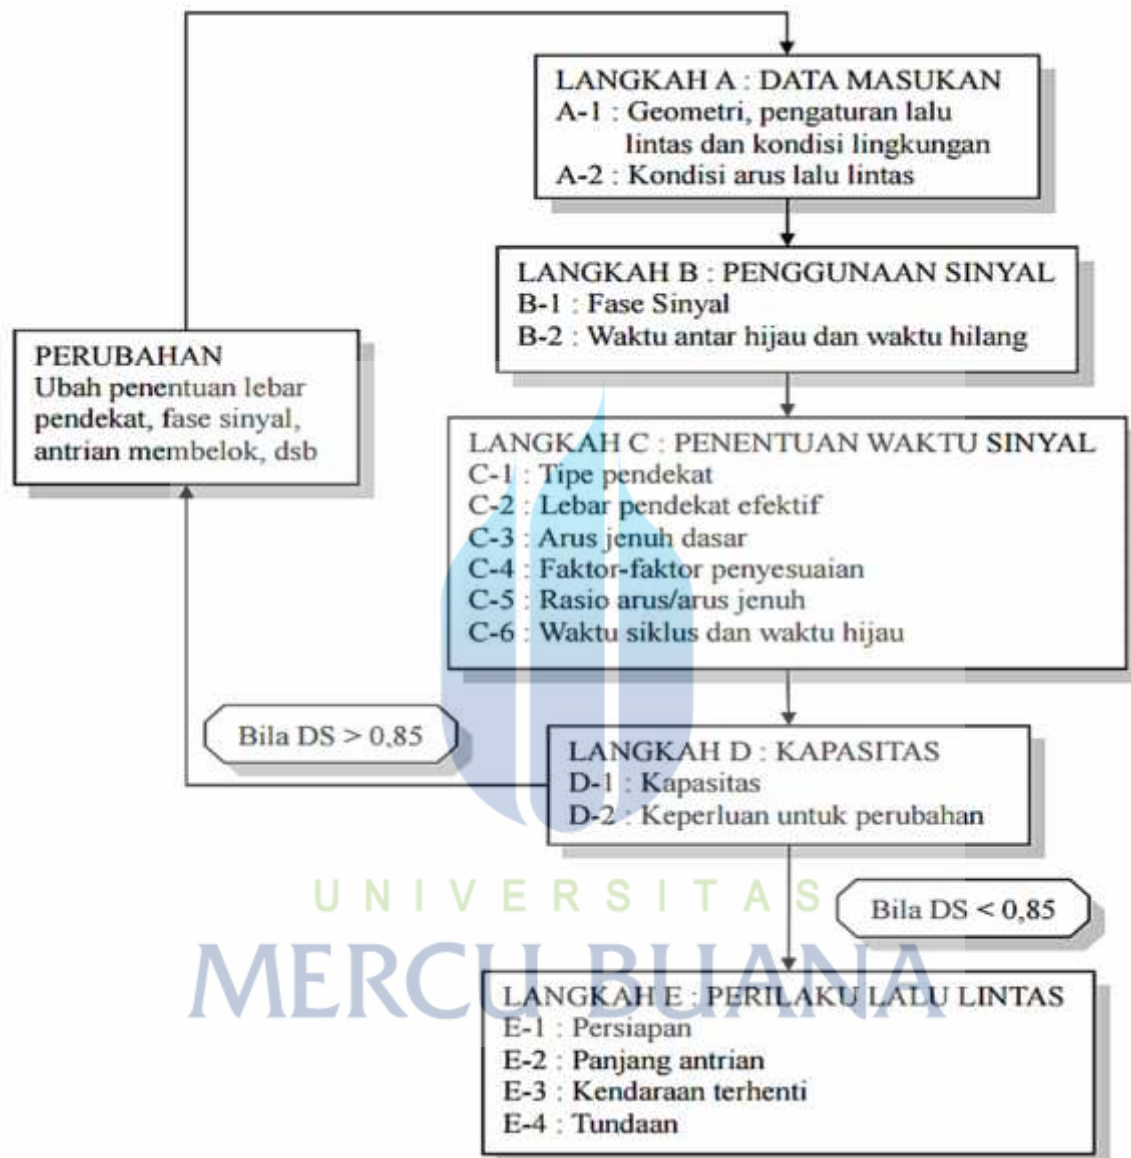 LANGKAH A : DATA MASUKAN
A-1 : Geometri, pengaturan lalu
lintas dan kondisi lingkungan
A-2 : Kondisi arus lalu lintas
LANGKAH B : PENGGUNAAN SINYAL
B-1 : Fase Sinyal
B-2 : Waktu antar hijau dan waktu hilang
PERUBAHAN
Ubah penentuan lebar
pendekat, fase sinyal,
antrian membelok, dsb
LANGKAH C : PENENTUAN WAKTU SINYAL
C-1 : Tipe pendekat
C-2 : Lebar pendekat efektif
C-3 : Arus jenuh dasar
C-4 : Faktor-faktor penyesuaian
C-5 : Rasio arus/arus jenuh
C-6 : Waktu siklus dan waktu hijau
Bila DS > 0,85
LANGKAH D : KAPASITAS
D-1 : Kapasitas
D-2 : Keperluan untuk perubahan
UNIVERSITAS
Bila DS < 0,85
MERCU BUANA
LANGKAH E : PERILAKU LALU LINTAS
E-1 : Persiapan
E-2 : Panjang antrian
E-3 : Kendaraan terhenti
E-4 : Tundaan